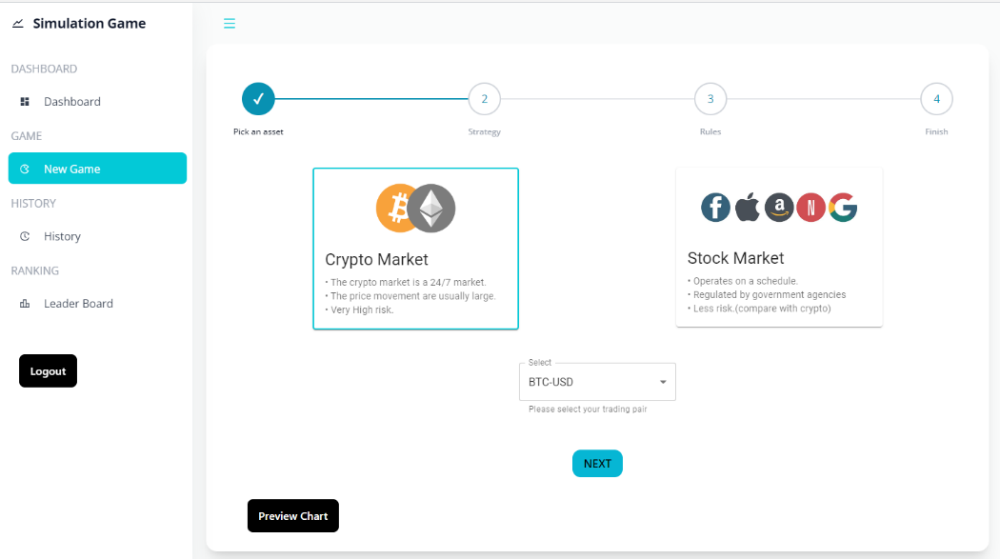 Simulation Game
DASHBOARD
Dashboard
GAME
New Game
HISTORY
History
RANKING
Leader Board
Logout
2
3
4
Pick an asset
Strategy
Rules
Finish
Crypto Market
• The crypto market is a 24/7 market.
• The price movement are usually large.
• Very High risk.
a
N
Stock Market
• Operates on a schedule.
• Regulated by government agencies
• Less risk.(compare with crypto)
Select
BTC-USD
Please select your trading pair
NEXT
Preview Chart